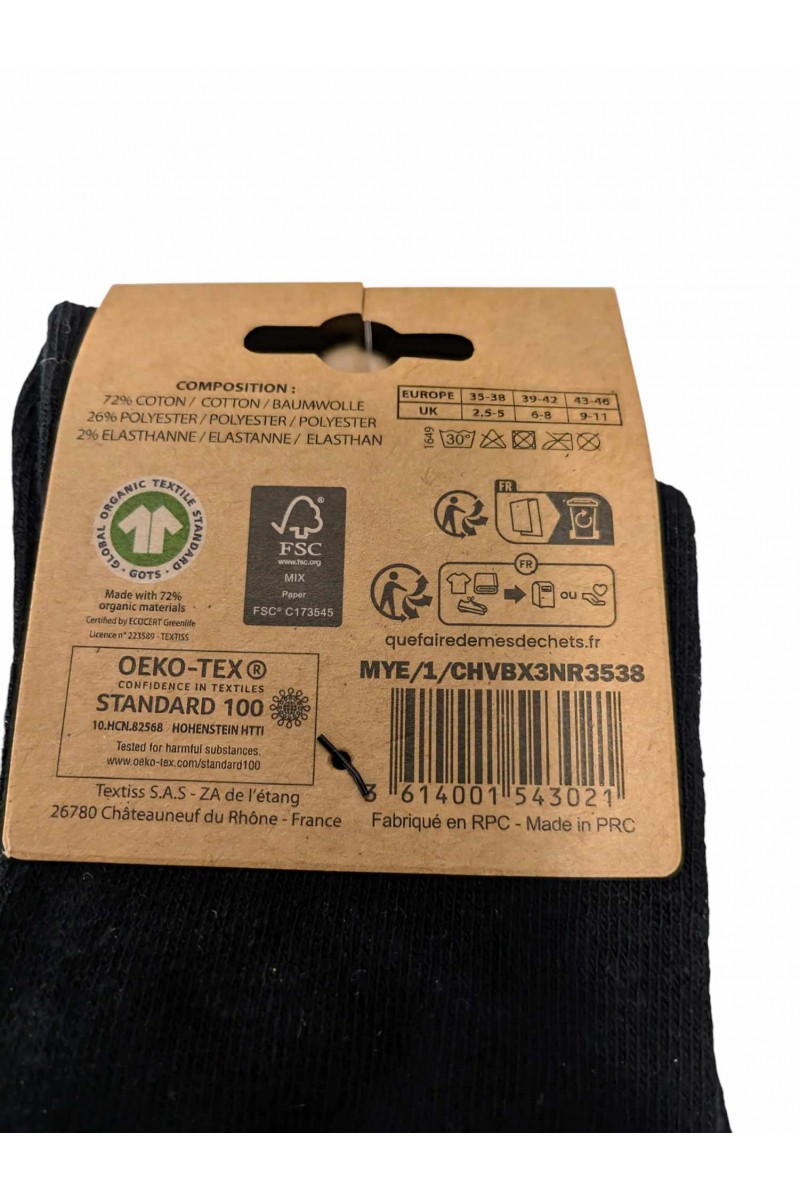 COMPOSITION :
72% COTON / COTTON / BAUMWOLLE
26% POLYESTER / POLYESTER / POLYESTER
2% ELASTHANNE / ELASTANNE / ELASTHAN
EUROPE 35-38 39-42 43-46
UK 2,5-5 6-8 9-11
1649 30°
GLOBAL ORGANIC TEXTILE STANDARD
· GOTS ·
Made with 72%
organic materials
Certified by ECOCERT Greenlife
Licence n° 223589 - TEXTISS
FSC
www.fsc.org
MIX
Paper
FSC® C173545
FR
FR
OU
quefairedemesdechets.fr
OEKO-TEX®
CONFIDENCE IN TEXTILES
STANDARD 100
10.HCN.82568 HOHENSTEIN HTTI
Tested for harmful substances.
www.oeko-tex.com/standard100
MYE/1/CHVBX3NR3538
3 614001 543021
Textiss S.A.S - ZA de l'étang
26780 Châteauneuf du Rhône - France
Fabriqué en RPC - Made in PRC